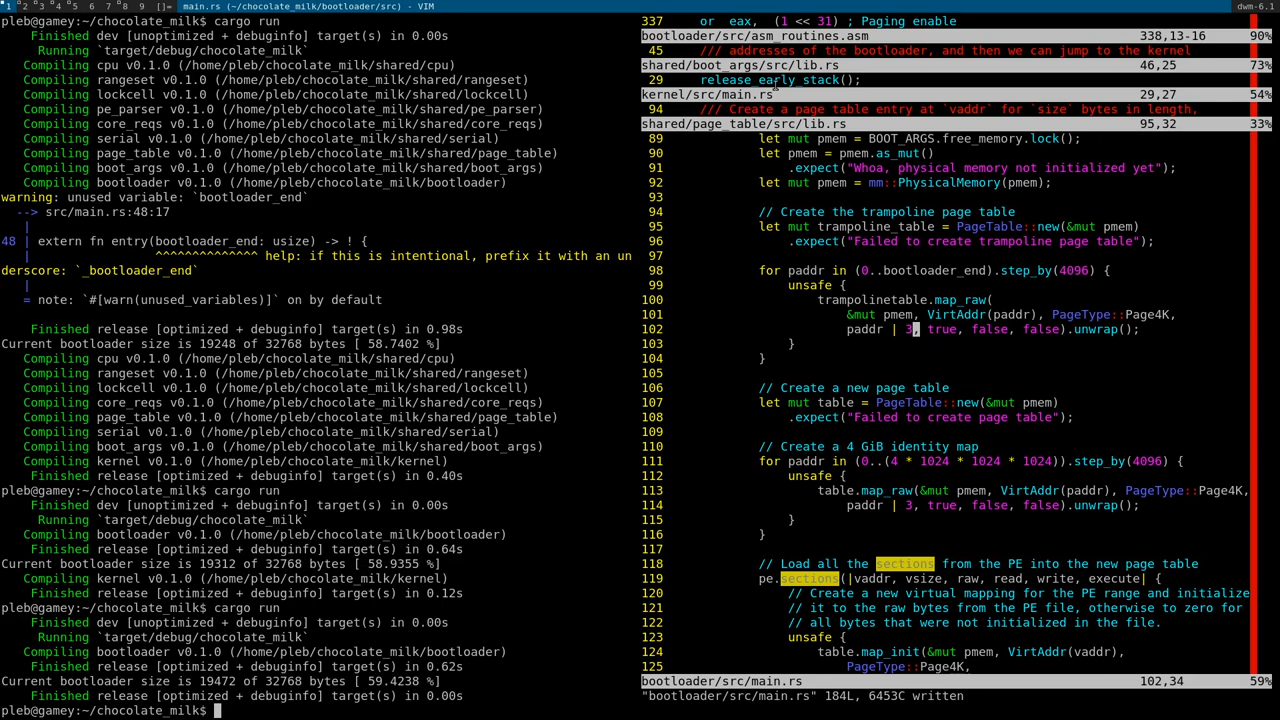 1 2 3 4 5 6 7 8 9 []= main.rs (~/chocolate_milk/bootloader/src) - VIM dwm-6.1
pleb@gamey:~/chocolate_milk$ cargo run
    Finished dev [unoptimized + debuginfo] target(s) in 0.00s
     Running `target/debug/chocolate_milk`
   Compiling cpu v0.1.0 (/home/pleb/chocolate_milk/shared/cpu)
   Compiling rangeset v0.1.0 (/home/pleb/chocolate_milk/shared/rangeset)
   Compiling lockcell v0.1.0 (/home/pleb/chocolate_milk/shared/lockcell)
   Compiling pe_parser v0.1.0 (/home/pleb/chocolate_milk/shared/pe_parser)
   Compiling core_reqs v0.1.0 (/home/pleb/chocolate_milk/shared/core_reqs)
   Compiling serial v0.1.0 (/home/pleb/chocolate_milk/shared/serial)
   Compiling page_table v0.1.0 (/home/pleb/chocolate_milk/shared/page_table)
   Compiling boot_args v0.1.0 (/home/pleb/chocolate_milk/shared/boot_args)
   Compiling bootloader v0.1.0 (/home/pleb/chocolate_milk/bootloader)
warning: unused variable: `bootloader_end`
  --> src/main.rs:48:17
   |
48 | extern fn entry(bootloader_end: usize) -> ! {
   |                 ^^^^^^^^^^^^^^ help: if this is intentional, prefix it with an un
derscore: `_bootloader_end`
   |
   = note: `#[warn(unused_variables)]` on by default
    Finished release [optimized + debuginfo] target(s) in 0.98s
Current bootloader size is 19248 of 32768 bytes [ 58.7402 %]
   Compiling cpu v0.1.0 (/home/pleb/chocolate_milk/shared/cpu)
   Compiling rangeset v0.1.0 (/home/pleb/chocolate_milk/shared/rangeset)
   Compiling lockcell v0.1.0 (/home/pleb/chocolate_milk/shared/lockcell)
   Compiling core_reqs v0.1.0 (/home/pleb/chocolate_milk/shared/core_reqs)
   Compiling page_table v0.1.0 (/home/pleb/chocolate_milk/shared/page_table)
   Compiling serial v0.1.0 (/home/pleb/chocolate_milk/shared/serial)
   Compiling boot_args v0.1.0 (/home/pleb/chocolate_milk/shared/boot_args)
   Compiling kernel v0.1.0 (/home/pleb/chocolate_milk/kernel)
    Finished release [optimized + debuginfo] target(s) in 0.40s
pleb@gamey:~/chocolate_milk$ cargo run
    Finished dev [unoptimized + debuginfo] target(s) in 0.00s
     Running `target/debug/chocolate_milk`
   Compiling bootloader v0.1.0 (/home/pleb/chocolate_milk/bootloader)
    Finished release [optimized + debuginfo] target(s) in 0.64s
Current bootloader size is 19312 of 32768 bytes [ 58.9355 %]
   Compiling kernel v0.1.0 (/home/pleb/chocolate_milk/kernel)
    Finished release [optimized + debuginfo] target(s) in 0.12s
pleb@gamey:~/chocolate_milk$ cargo run
    Finished dev [unoptimized + debuginfo] target(s) in 0.00s
     Running `target/debug/chocolate_milk`
   Compiling bootloader v0.1.0 (/home/pleb/chocolate_milk/bootloader)
    Finished release [optimized + debuginfo] target(s) in 0.62s
Current bootloader size is 19472 of 32768 bytes [ 59.4238 %]
    Finished release [optimized + debuginfo] target(s) in 0.00s
pleb@gamey:~/chocolate_milk$
337     or  eax,  (1 << 31) ; Paging enable
bootloader/src/asm_routines.asm 338,13-16 90%
 45     /// addresses of the bootloader, and then we can jump to the kernel
shared/boot_args/src/lib.rs 46,25 73%
 29     release_early_stack();
kernel/src/main.rs 29,27 54%
 94     /// Create a page table entry at `vaddr` for `size` bytes in length,
shared/page_table/src/lib.rs 95,32 33%
 89         let mut pmem = BOOT_ARGS.free_memory.lock();
 90         let pmem = pmem.as_mut()
 91             .expect("Whoa, physical memory not initialized yet");
 92         let mut pmem = mm::PhysicalMemory(pmem);
 93
 94         // Create the trampoline page table
 95         let mut trampoline_table = PageTable::new(&mut pmem)
 96             .expect("Failed to create trampoline page table");
 97
 98         for paddr in (0..bootloader_end).step_by(4096) {
 99             unsafe {
100                 trampolinetable.map_raw(
101                     &mut pmem, VirtAddr(paddr), PageType::Page4K,
102                     paddr | 3, true, false, false).unwrap();
103             }
104         }
105
106         // Create a new page table
107         let mut table = PageTable::new(&mut pmem)
108             .expect("Failed to create page table");
109
110         // Create a 4 GiB identity map
111         for paddr in (0..(4 * 1024 * 1024 * 1024)).step_by(4096) {
112             unsafe {
113                 table.map_raw(&mut pmem, VirtAddr(paddr), PageType::Page4K,
114                     paddr | 3, true, false, false).unwrap();
115             }
116         }
117
118         // Load all the sections from the PE into the new page table
119         pe.sections(|vaddr, vsize, raw, read, write, execute| {
120             // Create a new virtual mapping for the PE range and initialize
121             // it to the raw bytes from the PE file, otherwise to zero for
122             // all bytes that were not initialized in the file.
123             unsafe {
124                 table.map_init(&mut pmem, VirtAddr(vaddr),
125                     PageType::Page4K,
bootloader/src/main.rs 102,34 59%
"bootloader/src/main.rs" 184L, 6453C written